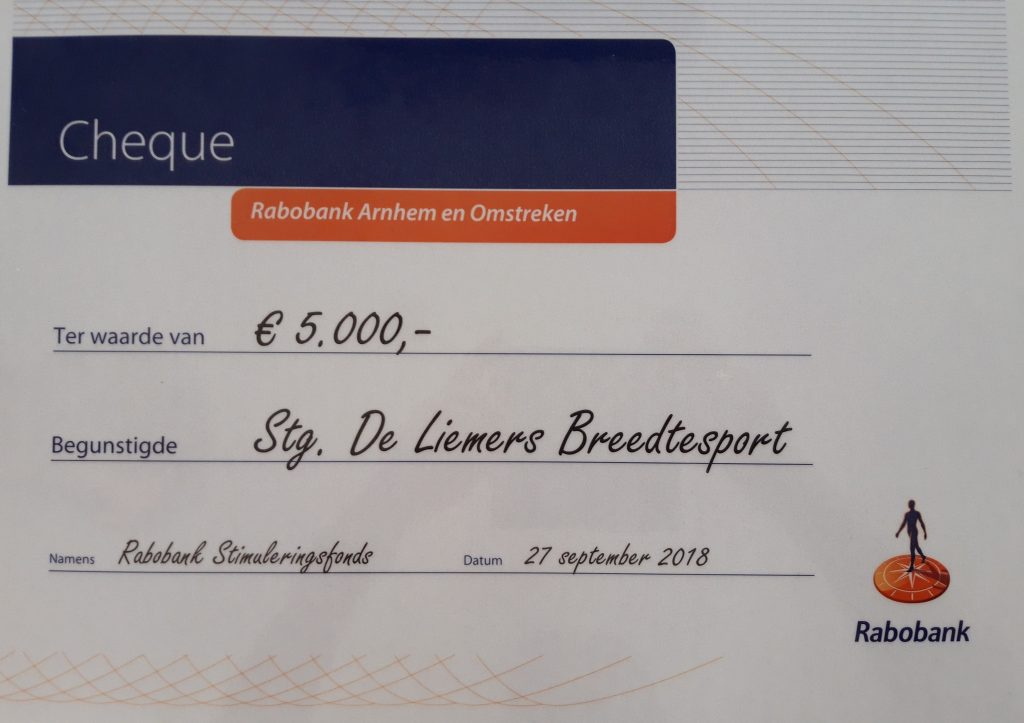 Cheque
Rabobank Arnhem en Omstreken
Ter waarde van € 5.000,-
Begunstigde Stg. De Liemers Breedtesport
Namens Rabobank Stimuleringsfonds Datum 27 september 2018
Rabobank